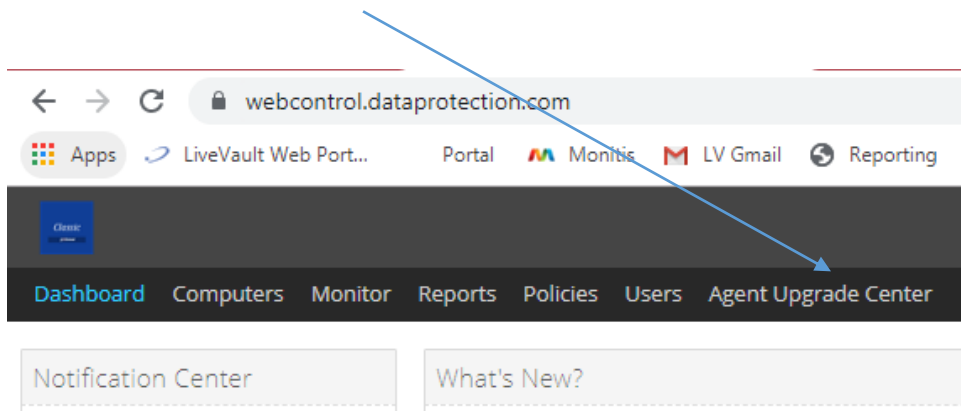 webcontrol.dataprotection.com
Apps LiveVault Web Port... Portal Monitis LV Gmail Reporting
Classic
Dashboard Computers Monitor Reports Policies Users Agent Upgrade Center
Notification Center What's New?